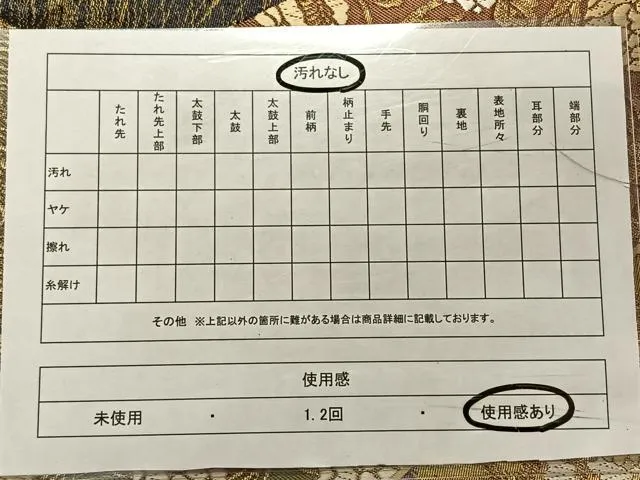 汚れなし
たれ先 たれ先上部 太鼓下部 太鼓 太鼓上部 前柄 柄止まり 手先 胴回り 裏地 表地所々 耳部分 端部分
汚れ
ヤケ
擦れ
糸解け
その他 ※上記以外の箇所に難がある場合は商品詳細に記載しております。
使用感
未使用 ・ 1.2回 ・ 使用感あり